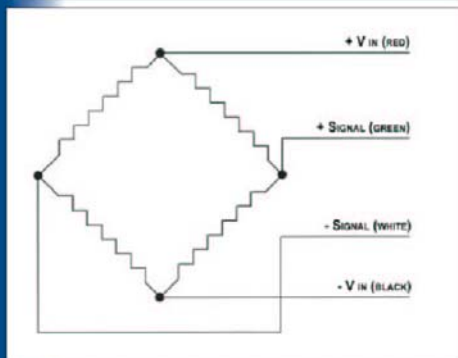 + V IN (RED)
+ SIGNAL (GREEN)
- SIGNAL (WHITE)
- V IN (BLACK)